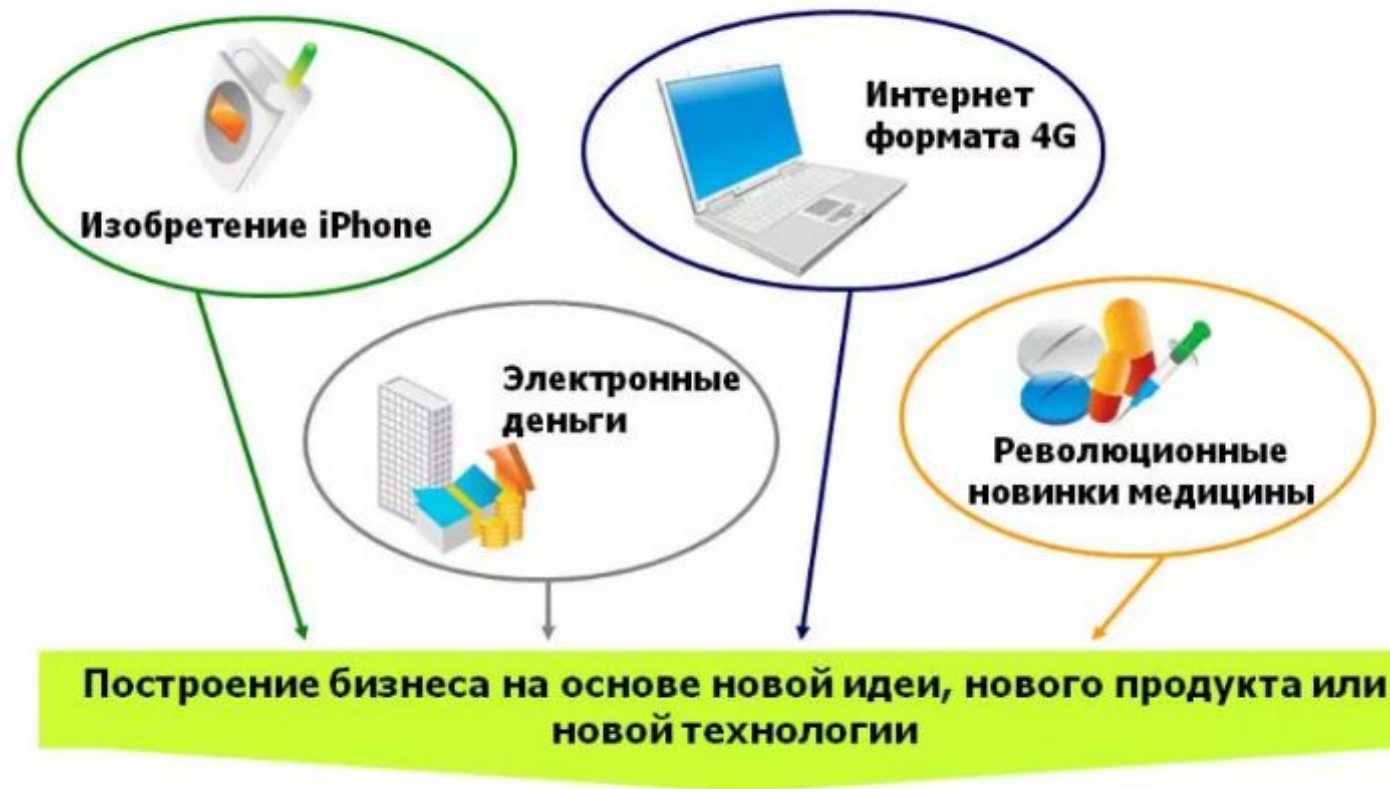 Изобретение iPhone
Интернет
формата 4G
Электронные
деньги
Революционные
новинки медицины
Построение бизнеса на основе новой идеи, нового продукта или
новой технологии